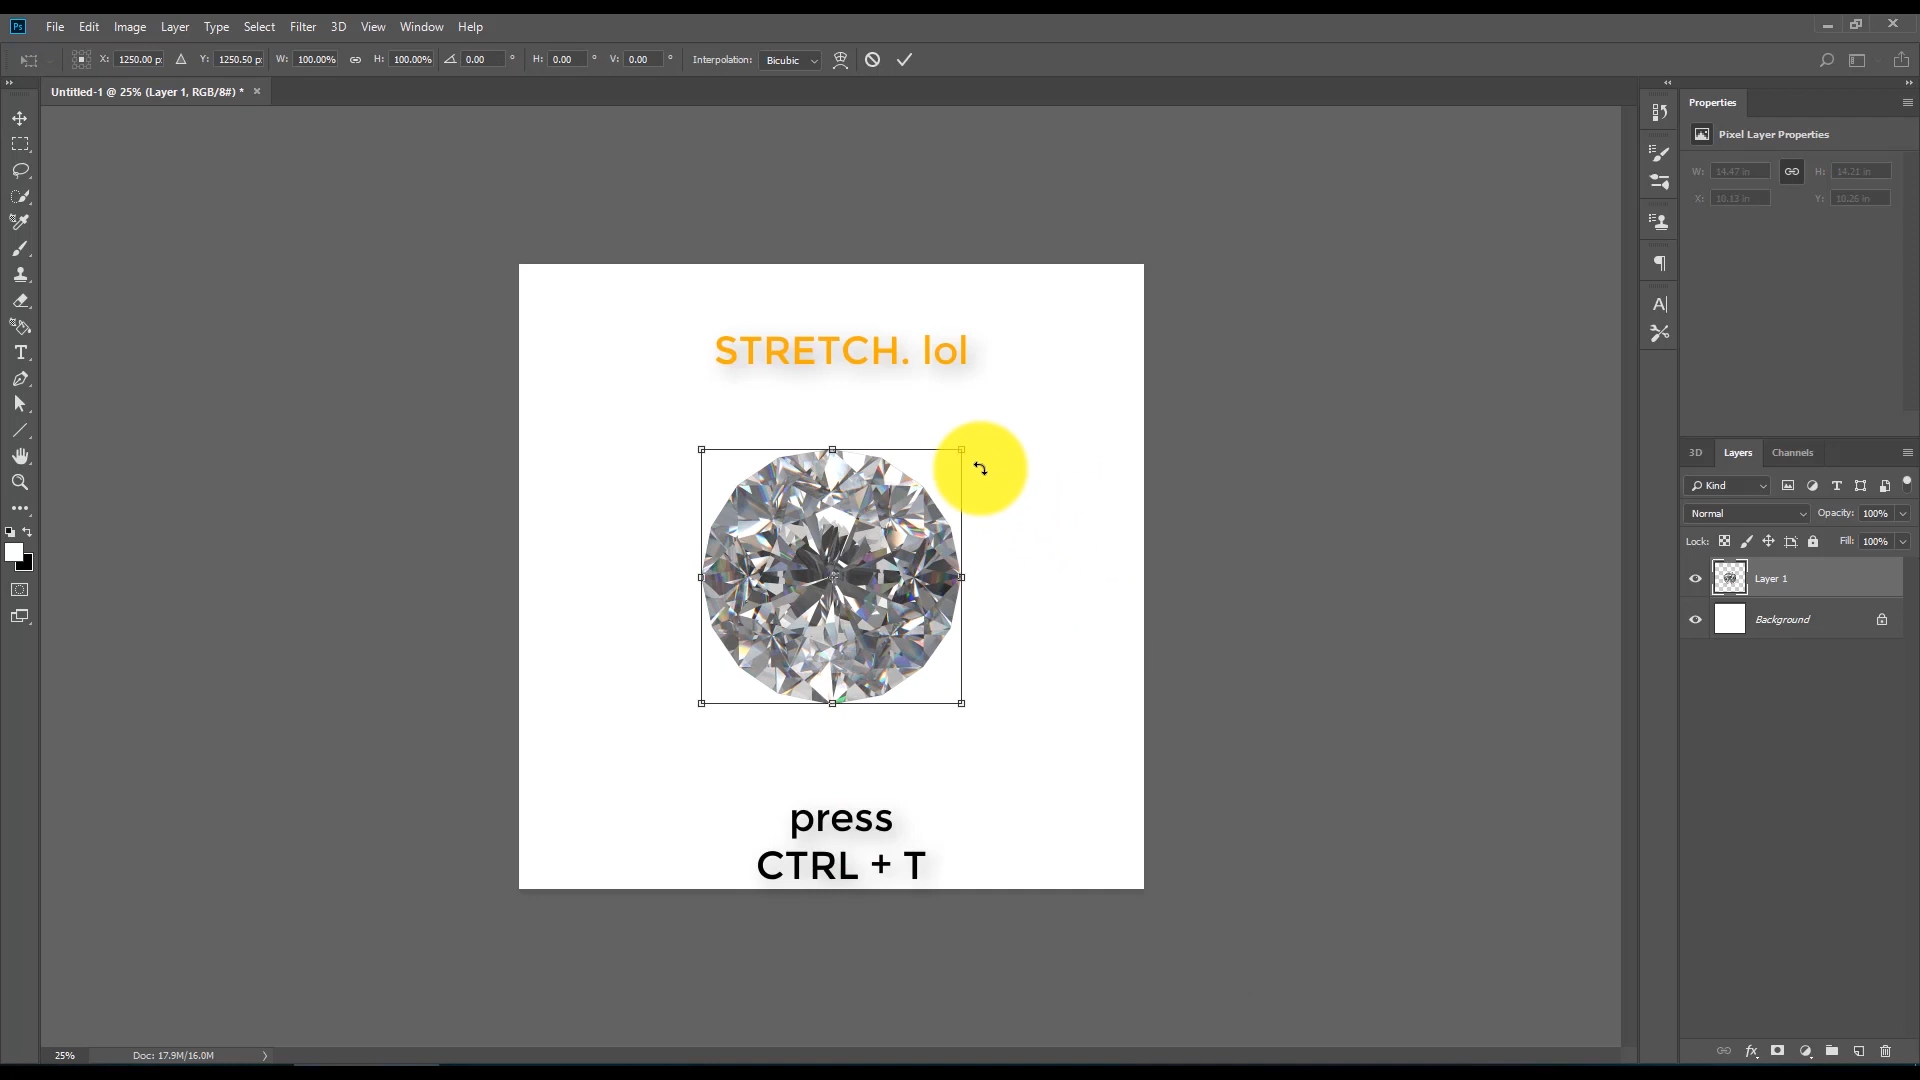 Ps File Edit Image Layer Type Select Filter 3D View Window Help
X: 1250.00 px Y: 1250.50 px W: 100.00% H: 100.00% 0.00 ° H: 0.00 ° V: 0.00 ° Interpolation: Bicubic
Untitled-1 @ 25% (Layer 1, RGB/8#) * ×
Properties
Pixel Layer Properties
W: 14.47 in H: 14.21 in
X: 10.13 in Y: 10.26 in
STRETCH. lol
3D Layers Channels
Kind
Normal Opacity: 100%
Lock: Fill: 100%
Layer 1
Background
press
CTRL + T
25% Doc: 17.9M/16.0M